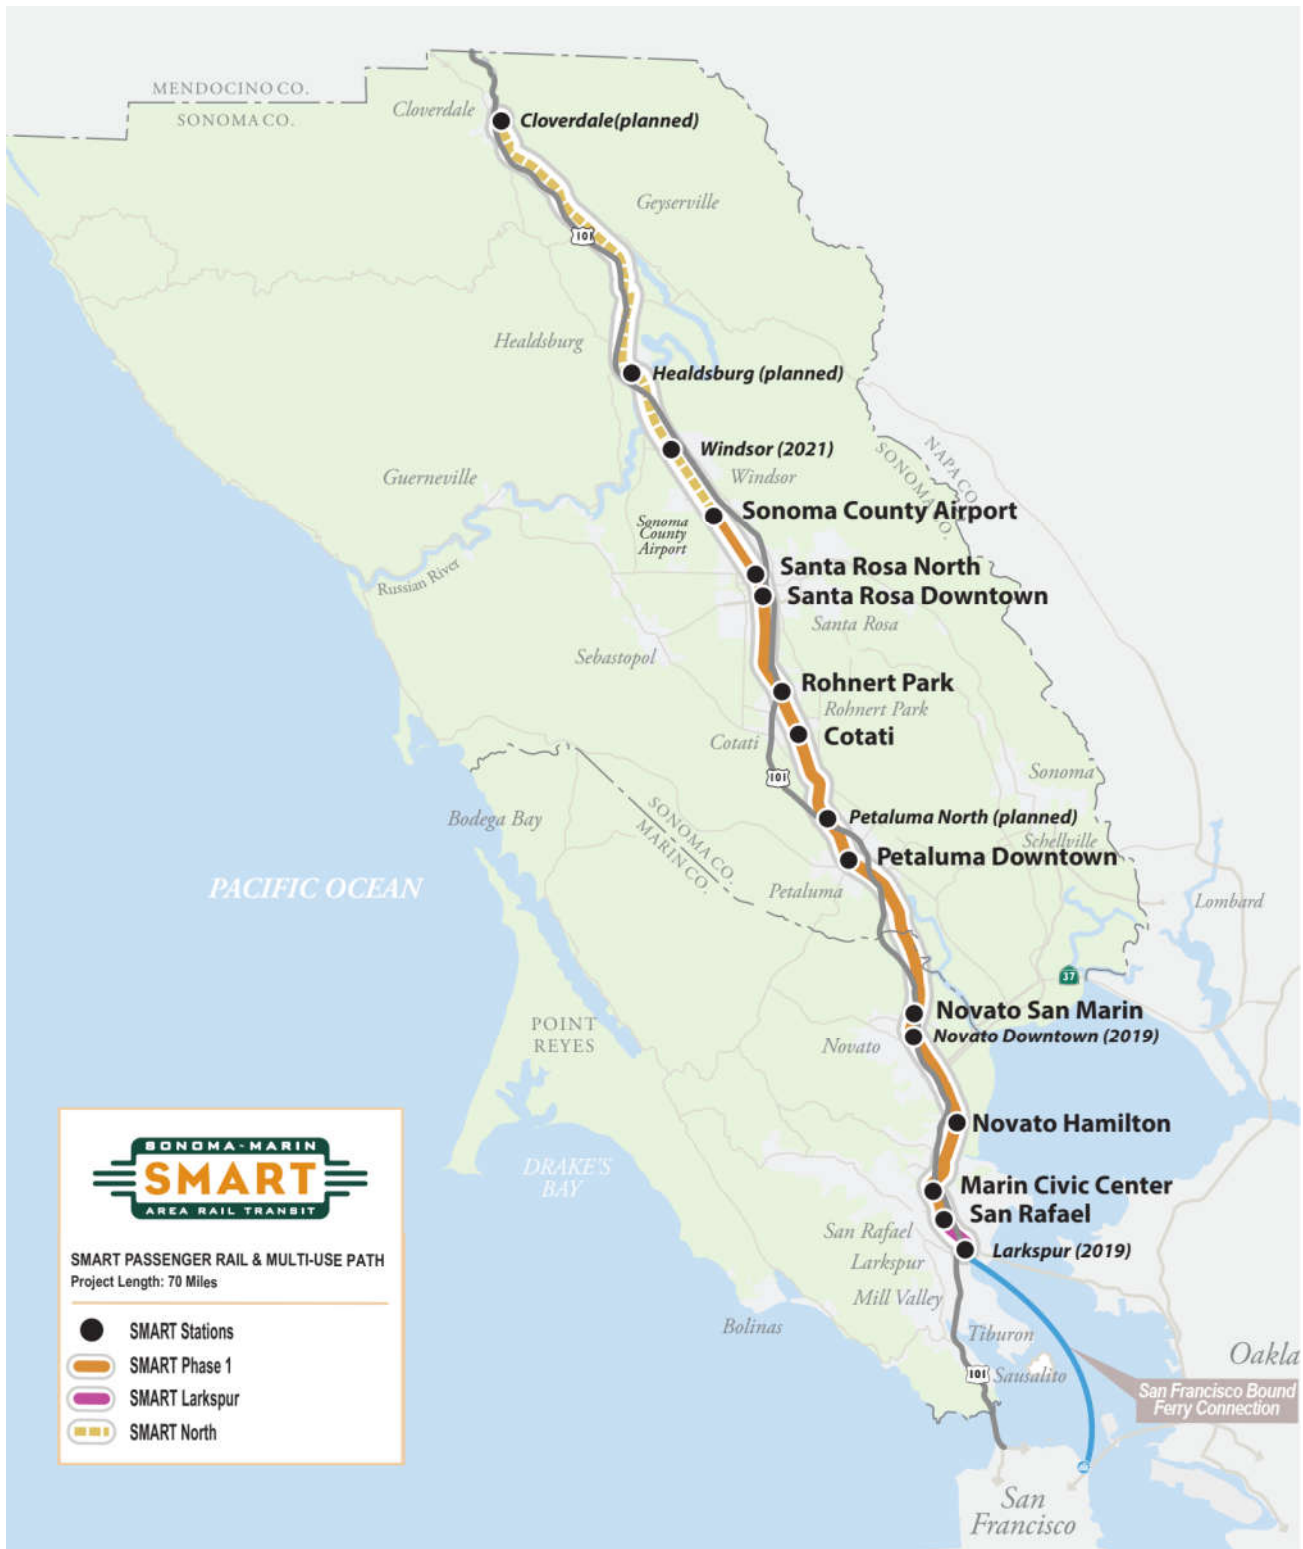 MENDOCINO CO.
SONOMA CO.
Cloverdale
Cloverdale(planned)
Geyserville
101
Healdsburg
Healdsburg (planned)
NAPA CO.
SONOMA CO.
Windsor (2021)
Windsor
Guerneville
Sonoma County Airport
Sonoma
County
Airport
Santa Rosa North
Russian River
Santa Rosa Downtown
Santa Rosa
Sebastopol
Rohnert Park
Rohnert Park
Cotati
Cotati
101
Sonoma
SONOMA CO.
MARIN CO.
Bodega Bay
Petaluma North (planned)
Schellville
Petaluma Downtown
PACIFIC OCEAN
Petaluma
Lombard
37
Novato San Marin
POINT
REYES
Novato
Novato Downtown (2019)
Novato Hamilton
DRAKE'S
BAY
Marin Civic Center
San Rafael
San Rafael
Larkspur (2019)
Larkspur
Mill Valley
Bolinas
Tiburon
Oakla
101
Sausalito
San Francisco Bound
Ferry Connection
San
Francisco
SONOMA-MARIN
SMART
AREA RAIL TRANSIT
SMART PASSENGER RAIL & MULTI-USE PATH
Project Length: 70 Miles
SMART Stations
SMART Phase 1
SMART Larkspur
SMART North